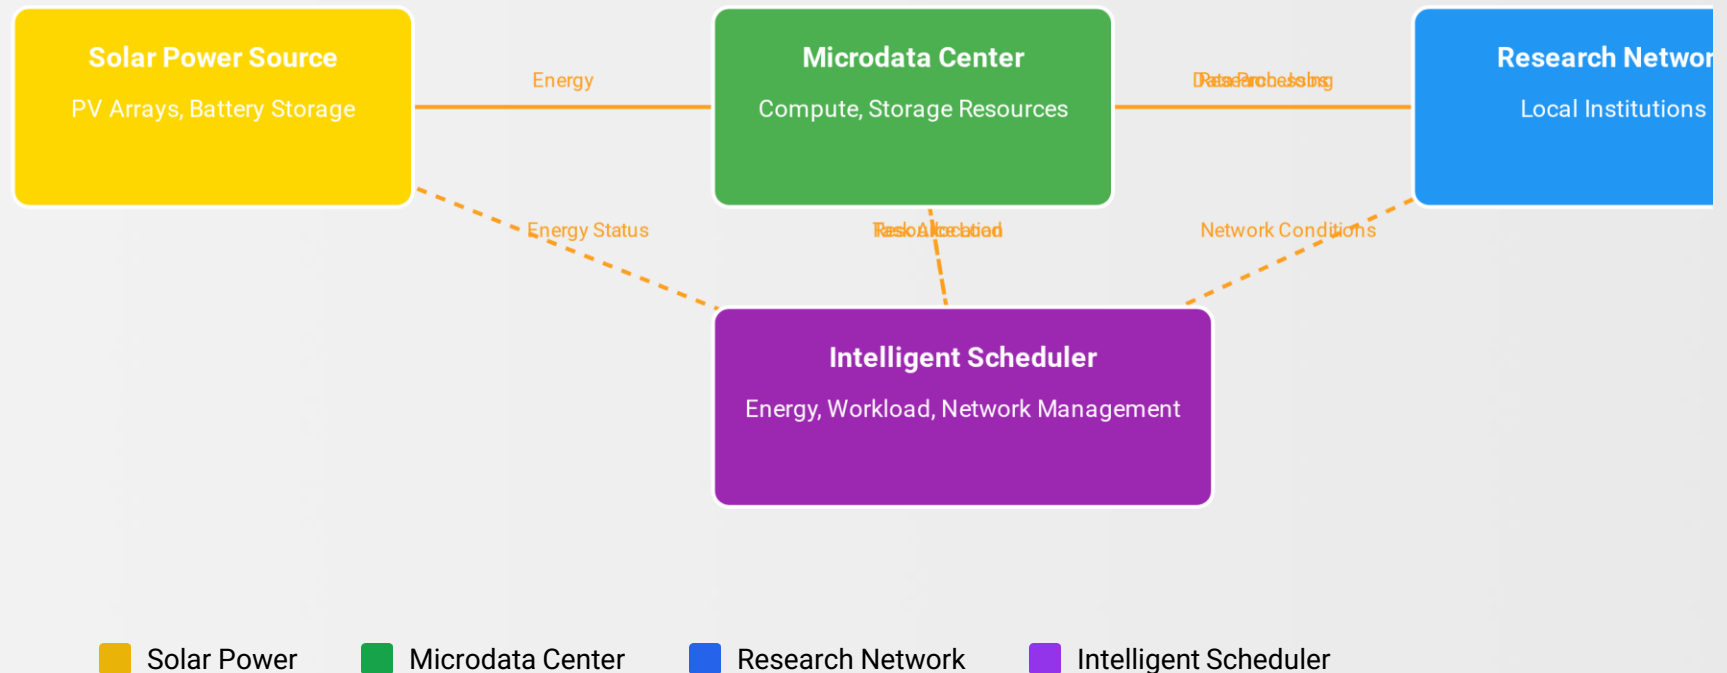 Solar Power Source
PV Arrays, Battery Storage
Energy
Microdata Center
Compute, Storage Resources
Research Networ
Local Institutions
Energy Status
Network Conditions
Intelligent Scheduler
Energy, Workload, Network Management
Solar Power
Microdata Center
Research Network
Intelligent Scheduler